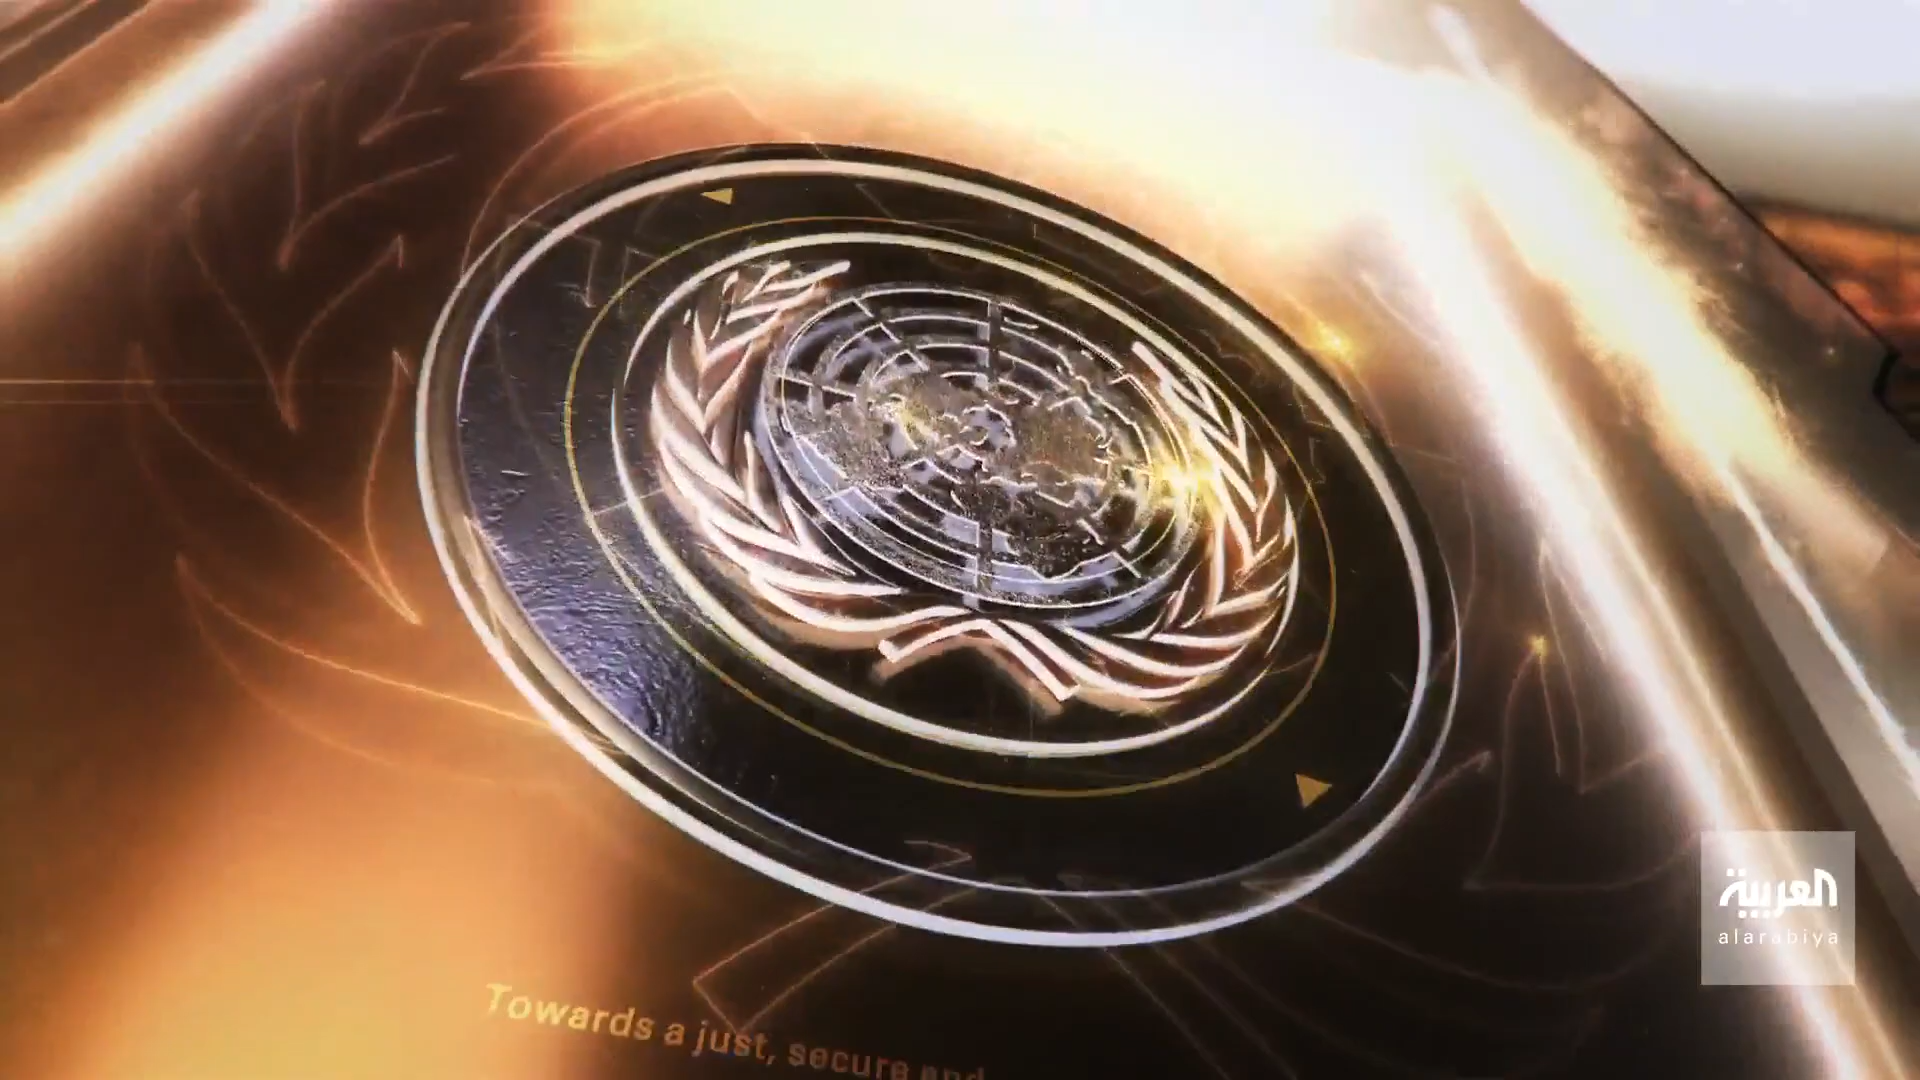 Towards a just, secure and
العربية
alarabiya